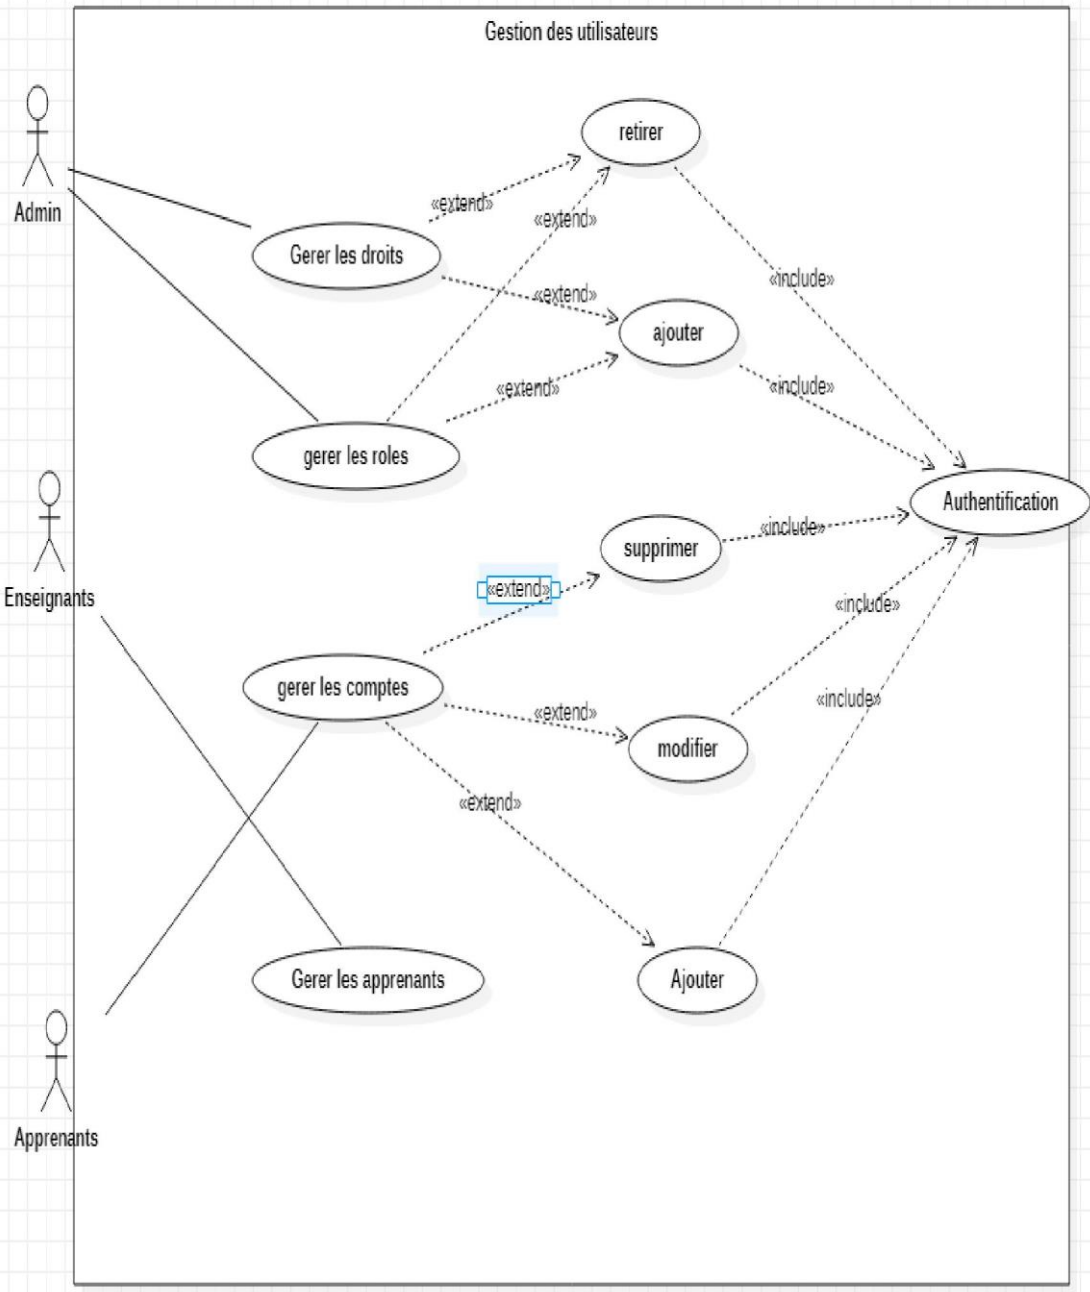 Gestion des utilisateurs
retirer
Admin
«extend»
«extend»
Gerer les droits
«include»
«extend»
ajouter
«extend»
«include»
gerer les roles
Authentification
supprimer
«include»
«extend»
Enseignants
«include»
gerer les comptes
«include»
«extend»
modifier
«extend»
Gerer les apprenants
Ajouter
Apprenants